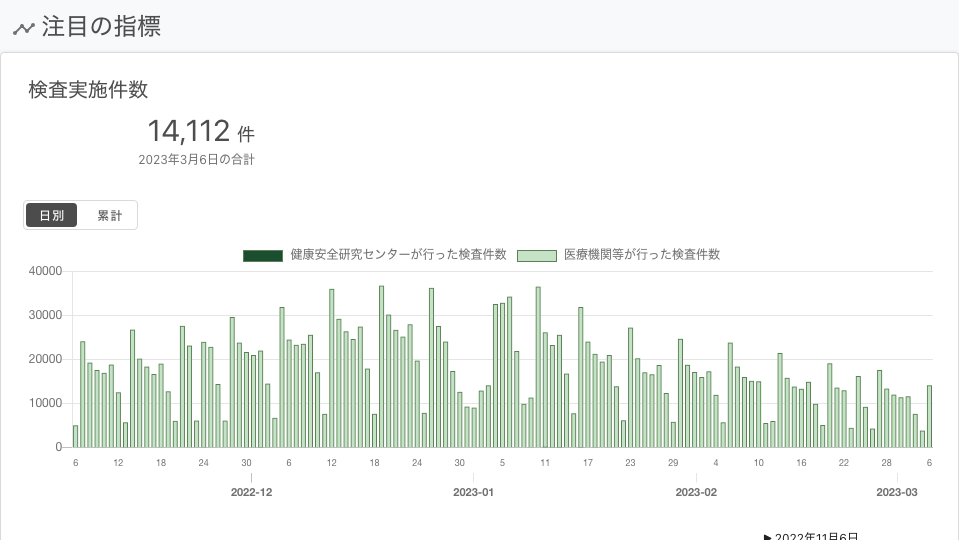 注目の指標
検査実施件数
14,112 件
2023年3月6日の合計
日別 累計
健康安全研究センターが行った検査件数 医療機関等が行った検査件数
40000
30000
20000
10000
0
6 12 18 24 30 6 12 18 24 30 5 11 17 23 29 4 10 16 22 28 6
2022-12 2023-01 2023-02 2023-03
▶ 2022年11月6日